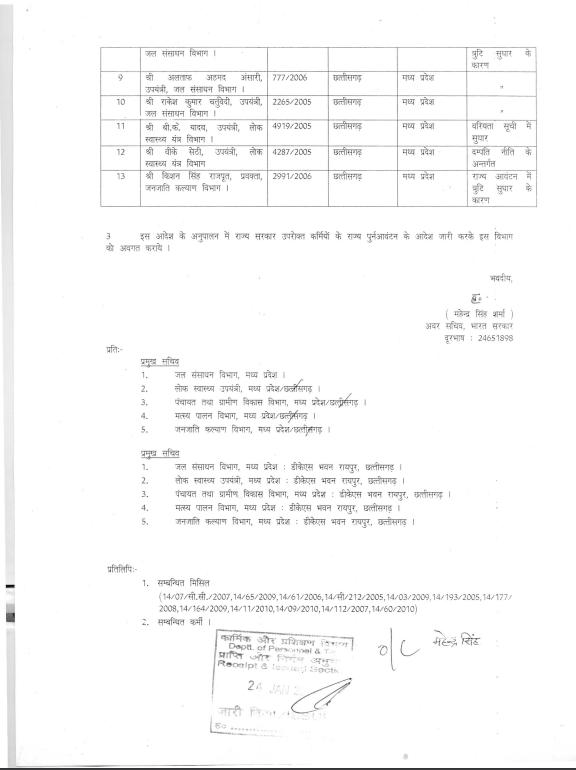 जल संसाधन विभाग । त्रुटि सुधार के कारण
9 श्री अलताफ अहमद अंसारी, उपयंत्री, जल संसाधन विभाग । 777/2006 छत्तीसगढ़ मध्य प्रदेश "
10 श्री राकेश कुमार चतुर्वेदी, उपयंत्री, जल संसाधन विभाग । 2265/2005 छत्तीसगढ़ मध्य प्रदेश "
11 श्री बी.के. यादव, उपयंत्री, लोक स्वास्थ्य यंत्र विभाग । 4919/2005 छत्तीसगढ़ मध्य प्रदेश वरियता सूची में सुधार
12 श्री वीके सेठी, उपयंत्री, लोक स्वास्थ्य यंत्र विभाग 4287/2005 छत्तीसगढ़ मध्य प्रदेश दम्पति नीति के अन्तर्गत
13 श्री किशन सिंह राजपूत, प्रवक्ता, जनजाति कल्याण विभाग । 2991/2006 छत्तीसगढ़ मध्य प्रदेश राज्य आवंटन में त्रुटि सुधार के कारण
3 इस आदेश के अनुपालन में राज्य सरकार उपरोक्त कर्मियों के राज्य पुर्नआवंटन के आदेश जारी करके इस विभाग
को अवगत कराये ।
भवदीय,
( महेन्द्र सिंह शर्मा )
अवर सचिव, भारत सरकार
दूरभाष : 24651898
प्रति:-
प्रमुख सचिव
1. जल संसाधन विभाग, मध्य प्रदेश ।
2. लोक स्वास्थ्य उपयंत्री, मध्य प्रदेश/छत्तीसगढ़ ।
3. पंचायत तथा ग्रामीण विकास विभाग, मध्य प्रदेश/छत्तीसगढ़ ।
4. मत्स्य पालन विभाग, मध्य प्रदेश/छत्तीसगढ़ ।
5. जनजाति कल्याण विभाग, मध्य प्रदेश/छत्तीसगढ़ ।
प्रमुख सचिव
1. जल संसाधन विभाग, मध्य प्रदेश : डीकेएस भवन रायपुर, छत्तीसगढ़ ।
2. लोक स्वास्थ्य उपयंत्री, मध्य प्रदेश : डीकेएस भवन रायपुर, छत्तीसगढ़ ।
3. पंचायत तथा ग्रामीण विकास विभाग, मध्य प्रदेश : डीकेएस भवन रायपुर, छत्तीसगढ़ ।
4. मत्स्य पालन विभाग, मध्य प्रदेश : डीकेएस भवन रायपुर, छत्तीसगढ़ ।
5. जनजाति कल्याण विभाग, मध्य प्रदेश : डीकेएस भवन रायपुर, छत्तीसगढ़ ।
प्रतिलिपि:-
1. सम्बन्धित मिसिल
(14/07/सी.सी./2007,14/65/2009,14/61/2006,14/सी/212/2005,14/03/2009,14/193/2005,14/177/
2008,14/164/2009,14/11/2010,14/09/2010,14/112/2007,14/60/2010)
2. सम्बन्धित कर्मी ।
कार्मिक और प्रशिक्षण विभाग
Deptt. of Personnel &
प्राप्ति और निर्गम
Receipt &
24 JAN
जारी किया
o/c महेन्द्र सिंह